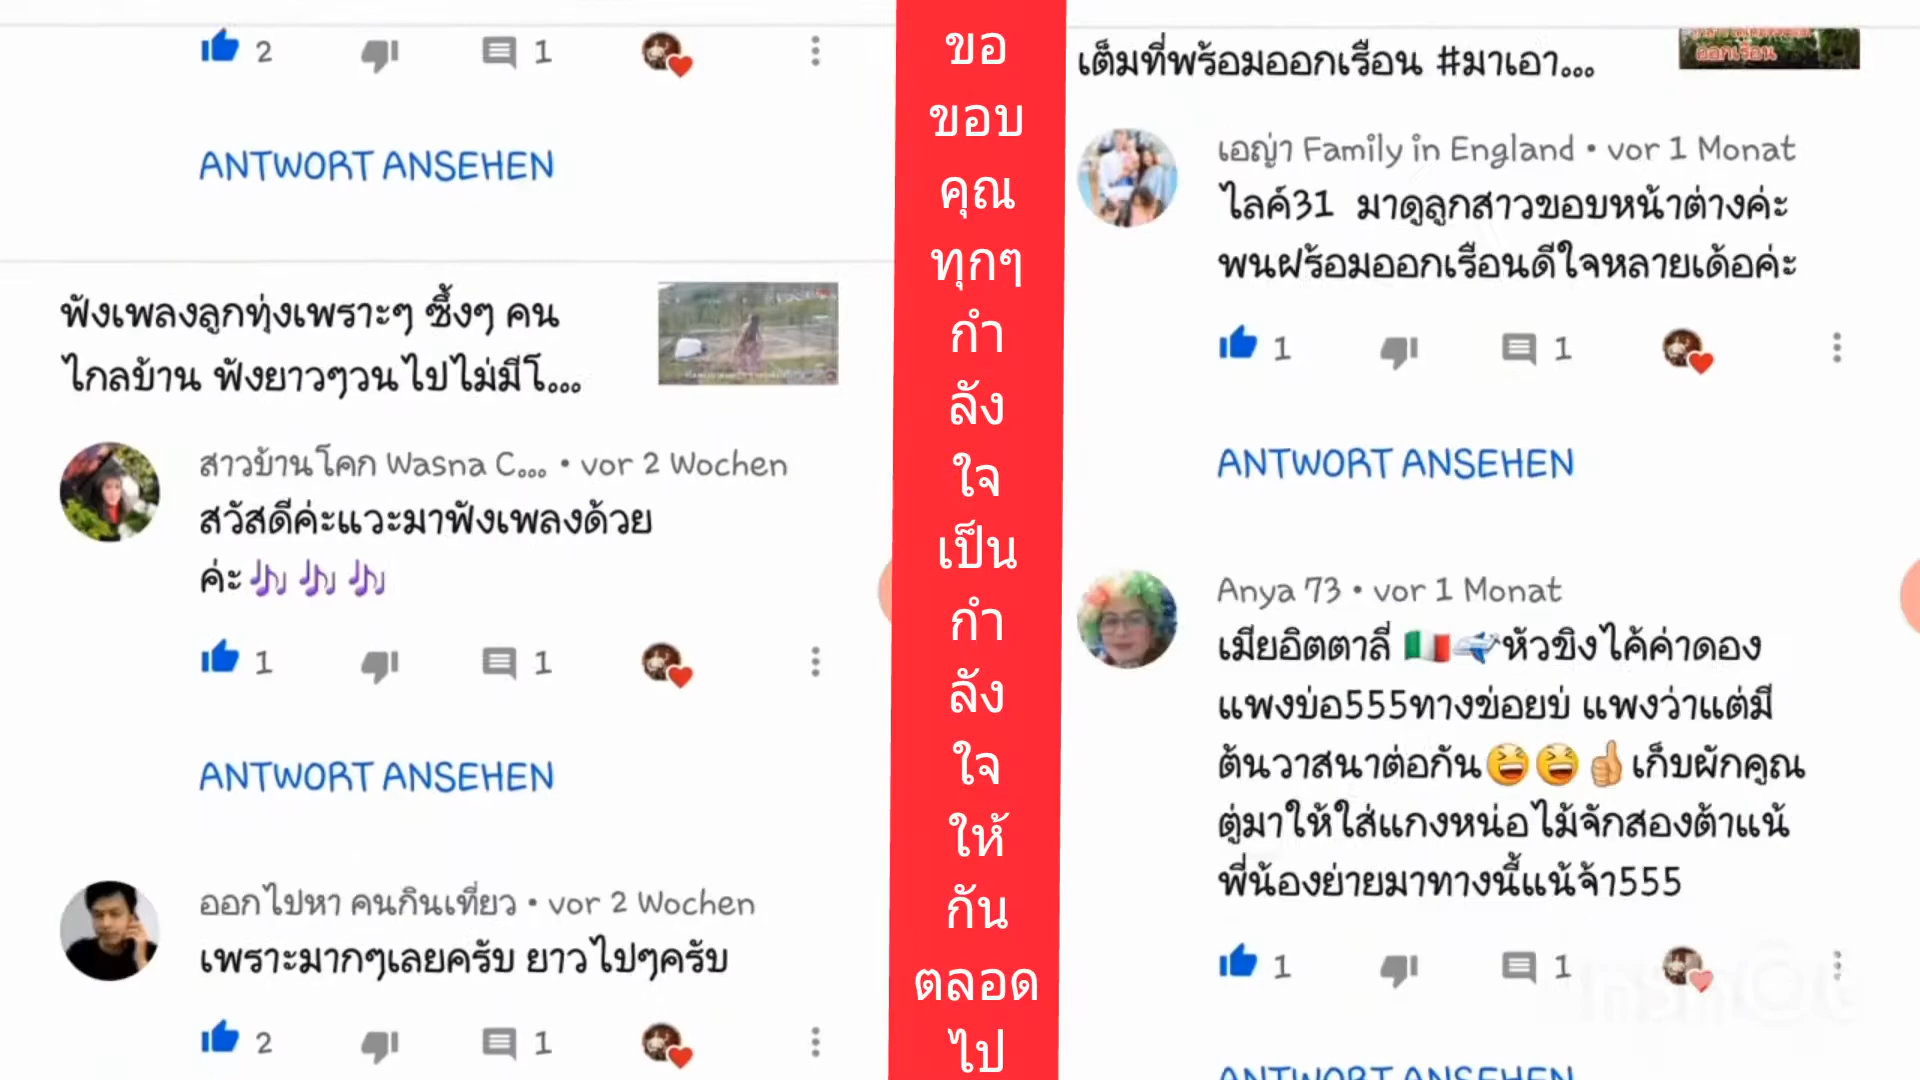 2
1
ANTWORT ANSEHEN
ฟังเพลงลูกทุ่งเพราะๆ ซึ้งๆ คน
ไกลบ้าน ฟังยาวๆวนไปไม่มีโ...
สาวบ้านโคก Wasna C... • vor 2 Wochen
สวัสดีค่ะแวะมาฟังเพลงด้วย
ค่ะ🎶🎶🎶
1
1
ANTWORT ANSEHEN
ออกไปหา คนกินเที่ยว • vor 2 Wochen
เพราะมากๆเลยครับ ยาวไปๆครับ
2
1
ขอ
ขอบ
คุณ
ทุกๆ
กำ
ลัง
ใจ
เป็น
กำ
ลัง
ใจ
ให้
กัน
ตลอด
ไป
เต็มที่พร้อมออกเรือน #มาเอา...
ออกเรือน
เอญ่า Family in England • vor 1 Monat
ไลค์31 มาดูลูกสาวขอบหน้าต่างค่ะ
พนฝร้อมออกเรือนดีใจหลายเด้อค่ะ
1
1
ANTWORT ANSEHEN
Anya 73 • vor 1 Monat
เมียอิตตาลี่ 🇮🇹🛫หัวขิงไค้ค่าดอง
แพงบ่อ555ทางข่อยบ่ แพงว่าแต่มี
ต้นวาสนาต่อกัน😆😆👍เก็บผักคูณ
ตู่มาให้ใส่แกงหน่อไม้จักสองต้าแน้
พี่น้องย่ายมาทางนี้แน้จ้า555
1
1
ANTWORT ANSEHEN